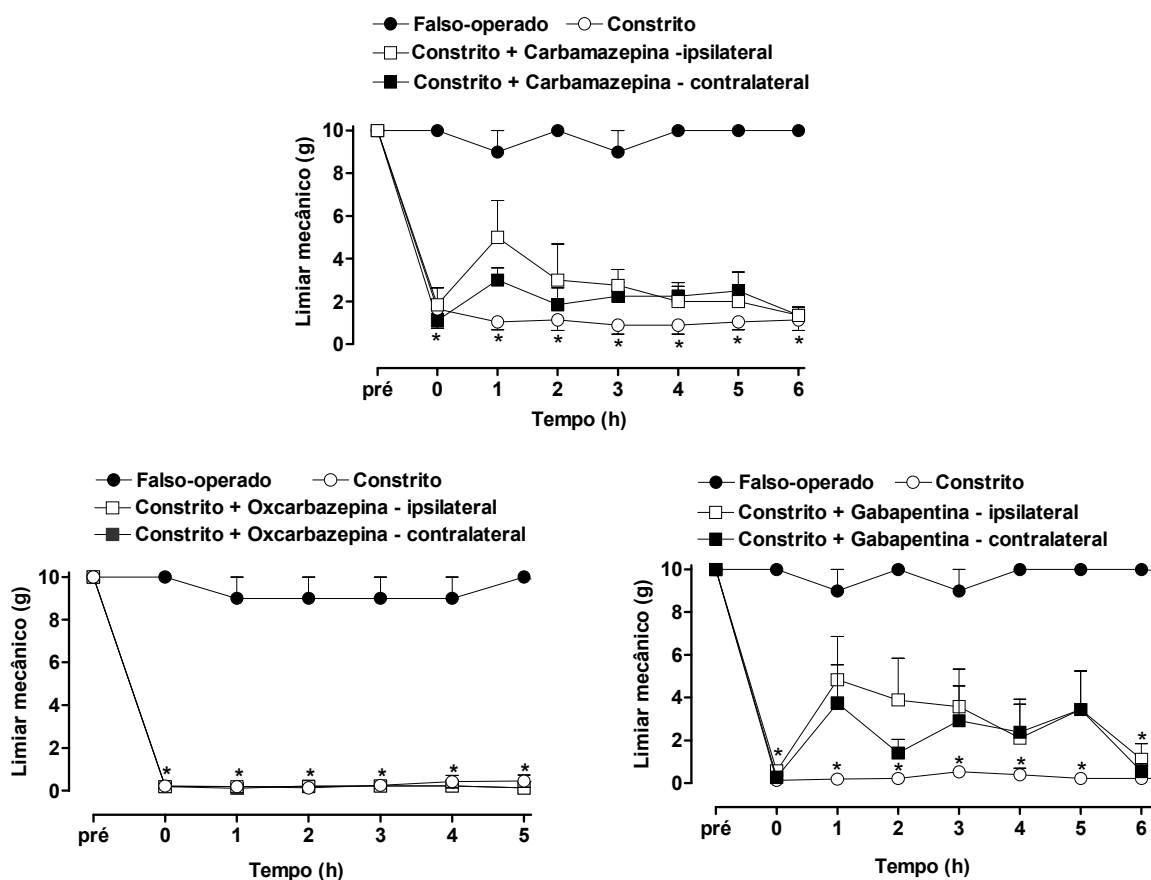 Falso-operado Constrito
Constrito + Carbamazepina -ipsilateral
Constrito + Carbamazepina - contralateral
Limiar mecânico (g)
10
8
6
4
2
0
* * * * * * *
pré 0 1 2 3 4 5 6
Tempo (h)
Falso-operado Constrito
Constrito + Oxcarbazepina - ipsilateral
Constrito + Oxcarbazepina - contralateral
Limiar mecânico (g)
10
8
6
4
2
0
* * * * * *
pré 0 1 2 3 4 5
Tempo (h)
Falso-operado Constrito
Constrito + Gabapentina - ipsilateral
Constrito + Gabapentina - contralateral
Limiar mecânico (g)
10
8
6
4
2
0
* * * * * * *
pré 0 1 2 3 4 5 6
Tempo (h)